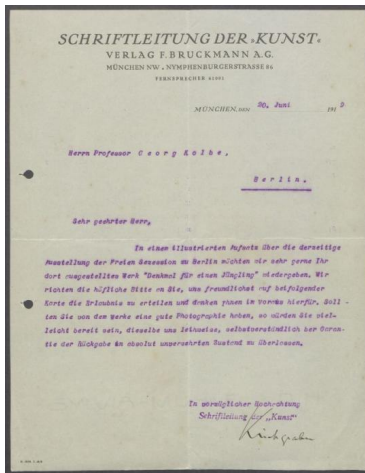 SCHRIFTLEITUNG DER „KUNST“
VERLAG F. BRUCKMANN A.G.
MÜNCHEN NW · NYMPHENBURGERSTRASSE 86
FERNSPRECHER
MÜNCHEN, DEN 20. Juni 191
Herrn Professor Georg Kolbe,
Berlin.
Sehr geehrter Herr,
In einem illustrierten Aufsatz über die derzeitige
Ausstellung der Freien Secession zu Berlin möchten wir sehr gerne Ihr
dort ausgestelltes Werk "Denkmal für einen Jüngling" wiedergeben. Wir
richten die höfliche Bitte an Sie, uns freundlichst auf beifolgender
Karte die Erlaubnis zu erteilen und danken Ihnen im voraus hierfür. Soll-
ten Sie von dem Werke eine gute Photographie haben, so würden Sie viel-
leicht bereit sein, dieselbe uns leihweise, selbstverständlich bei Garan-
tie der Rückgabe in absolut unversehrtem Zustand zu überlassen.
In vorzüglicher Hochachtung
Schriftleitung der „Kunst“